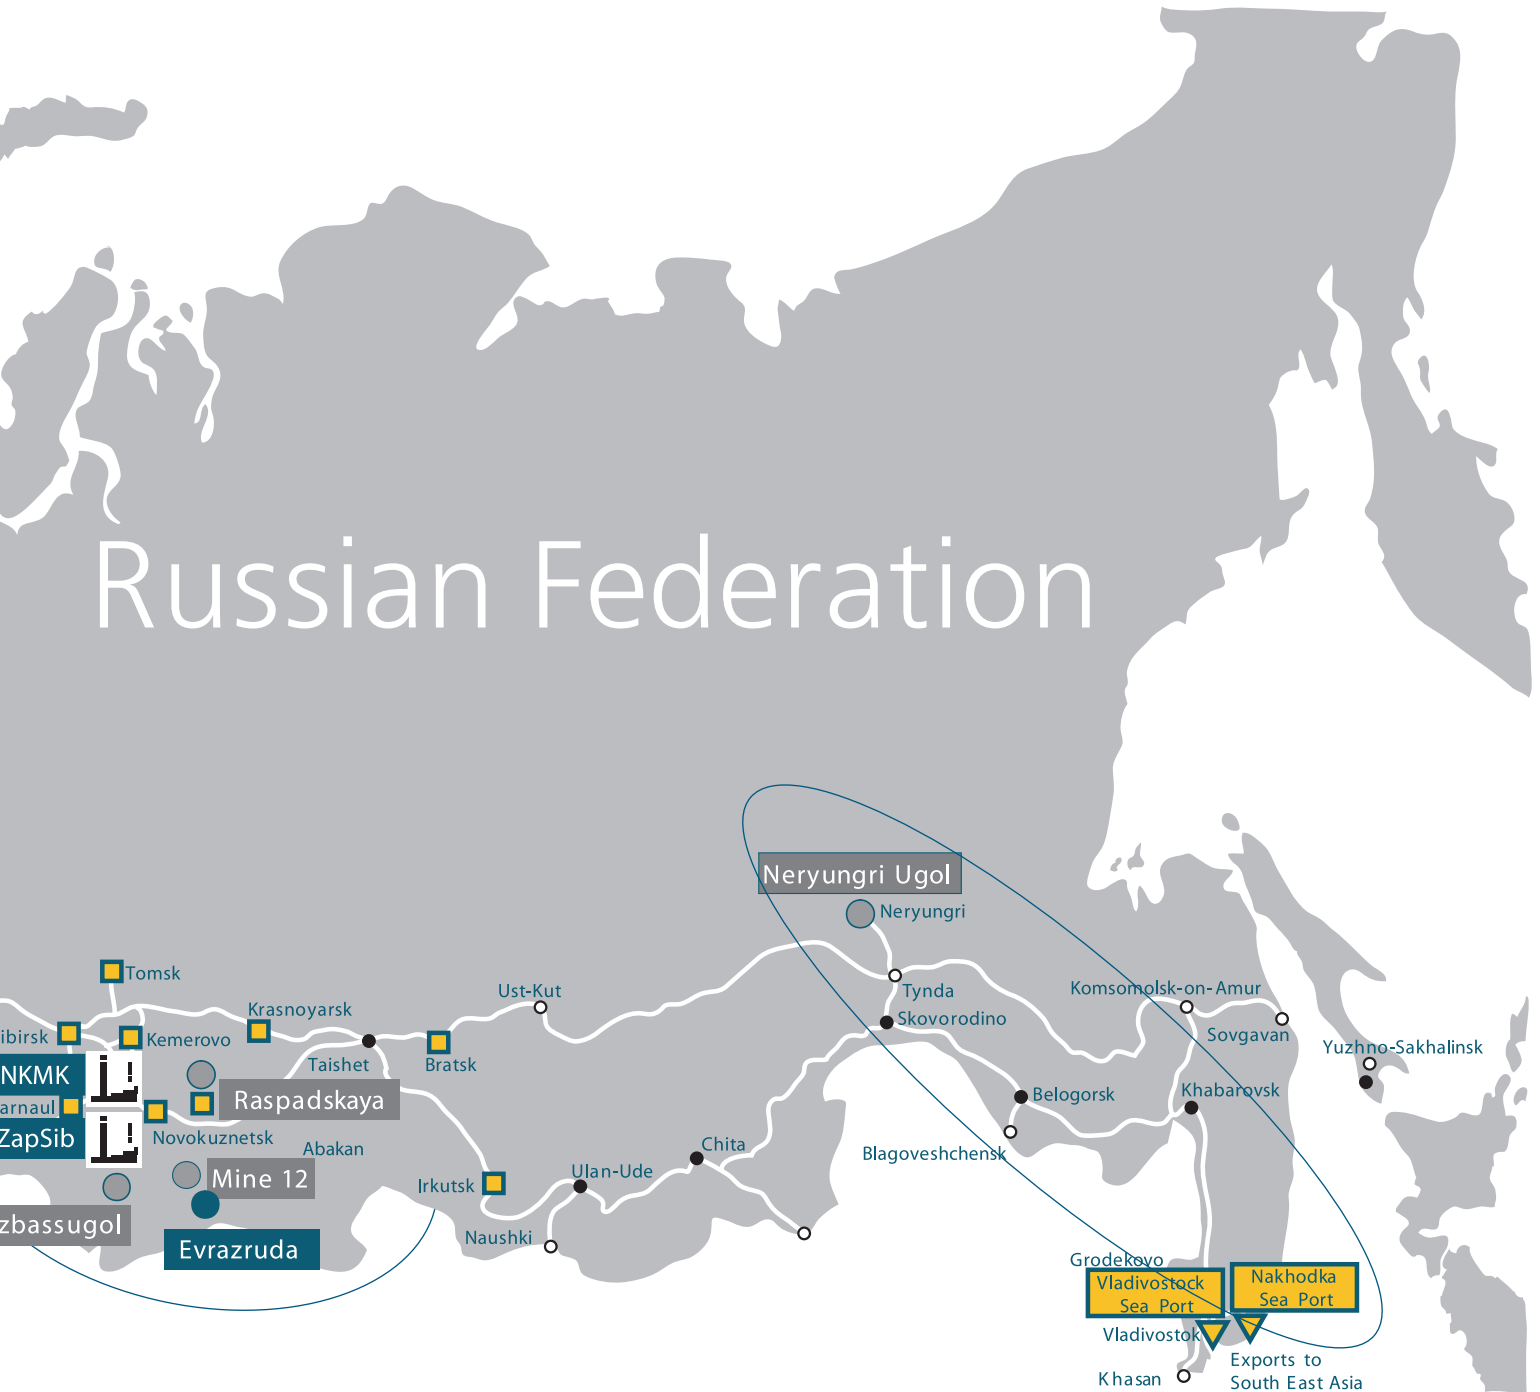 Russian Federation
Neryungri Ugol
Neryungri
Tomsk
Ust-Kut
Tynda
Komsomolsk-on-Amur
Krasnoyarsk
Skovorodino
ibirsk
Kemerovo
Sovgavan
Taishet
Bratsk
Yuzhno-Sakhalinsk
NKMK
Raspadskaya
Belogorsk
Khabarovsk
arnaul
ZapSib
Novokuznetsk
Abakan
Chita
Blagoveshchensk
Mine 12
Irkutsk
Ulan-Ude
zbassugol
Naushki
Evrazruda
Grodekovo
Vladivostock
Sea Port
Nakhodka
Sea Port
Vladivostok
Exports to
South East Asia
Khasan